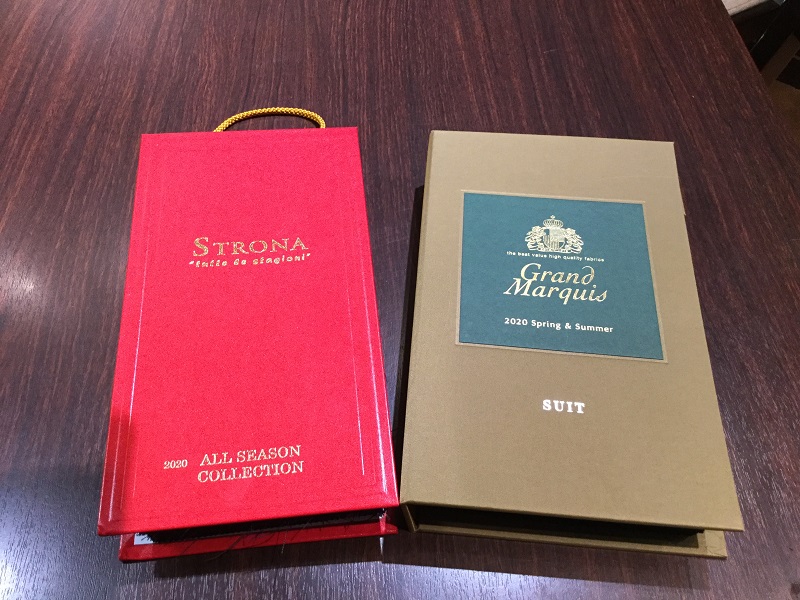 STRONA
"tutte le stagioni"
2020 ALL SEASON
COLLECTION
the best value high quality fabrics
Grand
Marquis
2020 Spring & Summer
SUIT